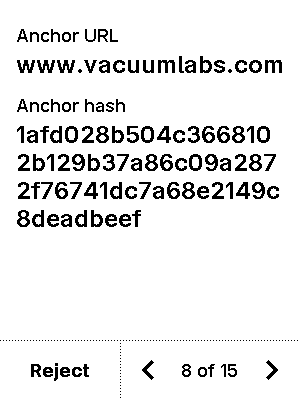 Anchor URL
www.vacuumlabs.com
Anchor hash
1afd028b504c366810
2b129b37a86c09a287
2f76741dc7a68e2149c
8deadbeef
Reject
8 of 15